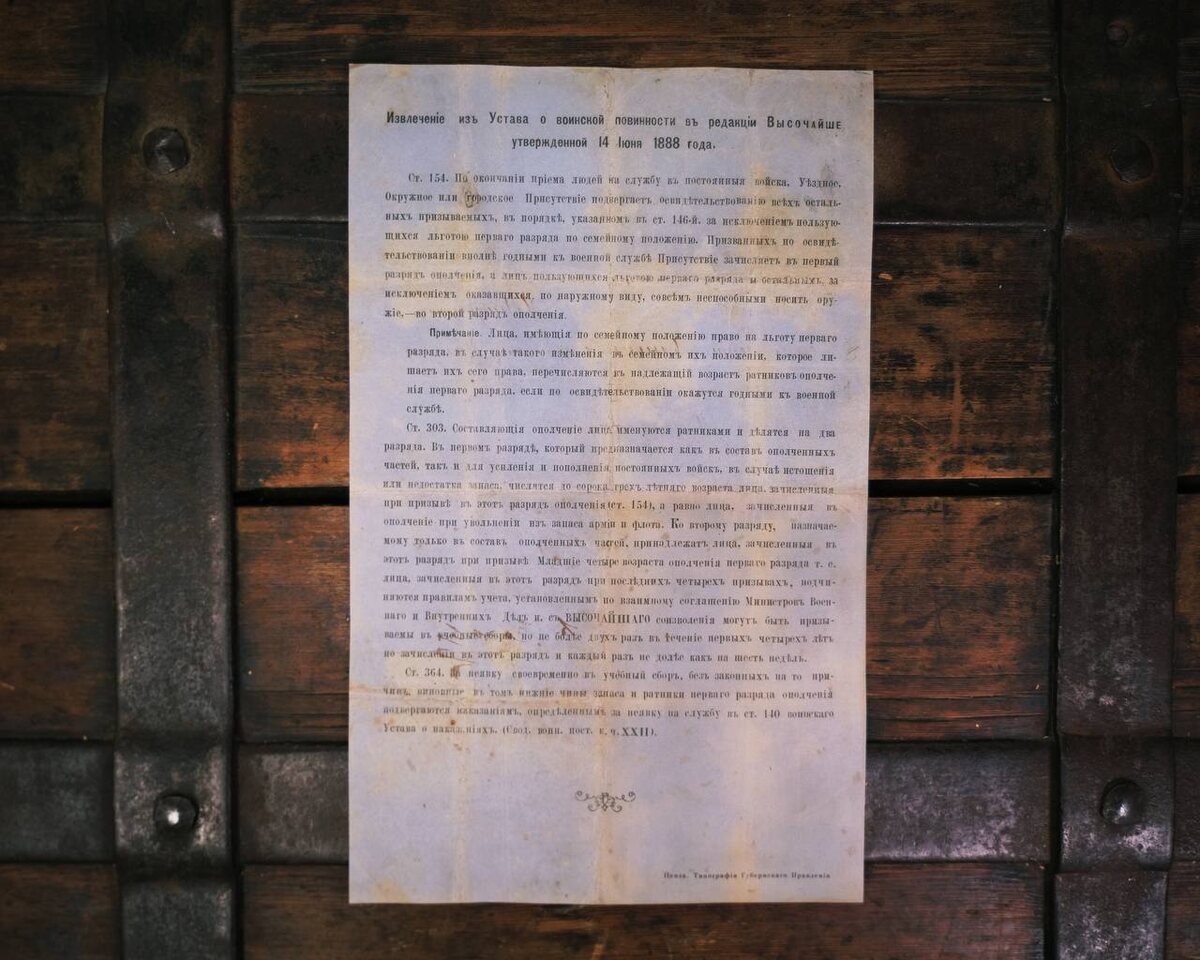 Извлеченіе изъ Устава о воинской повинности въ редакціи Высочайше
утвержденной 14 Іюня 1888 года.
Ст. 154. По окончаніи пріема людей на службу къ постоянныя войска, Уѣздное,
Окружное или городское Присутствіе подвергаетъ освидѣтельствованію всѣхъ осталь-
ныхъ призываемыхъ, въ порядкѣ, указанномъ въ ст. 146-й, за исключеніемъ пользую-
щихся льготою перваго разряда по семейному положенію. Призванныхъ по освидѣ-
тельствованіи вполнѣ годными къ военной службѣ Присутствіе зачисляетъ въ первый
разрядъ ополченія, а лицъ пользующихся льготою перваго разряда и остальныхъ, за
исключеніемъ оказавшихся, по наружному виду, совсѣмъ неспособными носить ору-
жіе,—во второй разрядъ ополченія.
Примѣчаніе. Лица, имѣющія по семейному положенію право на льготу перваго
разряда, въ случаѣ такого измѣненія въ семейномъ ихъ положеніи, которое ли-
шаетъ ихъ сего права, перечисляются въ надлежащій возрастъ ратниковъ ополче-
нія перваго разряда, если по освидѣтельствованіи окажутся годными къ военной
службѣ.
Ст. 303. Составляющія ополченіе лица именуются ратниками и дѣлятся на два
разряда. Въ первомъ разрядѣ, который предназначается какъ въ составъ ополченныхъ
частей, такъ и для усиленія и пополненія постоянныхъ войскъ, въ случаѣ истощенія
или недостатка запаса, числятся до сорока трехъ лѣтняго возраста лица, зачисленныя
при призывѣ въ этотъ разрядъ ополченія (ст. 154), а равно лица, зачисленныя въ
ополченіе при увольненіи изъ запаса арміи и флота. Ко второму разряду, назначае-
мому только въ составъ ополченныхъ частей, принадлежатъ лица, зачисленныя въ
этотъ разрядъ при призывѣ Младшіе четыре возраста ополченія перваго разряда т. е.
лица, зачисленныя въ этотъ разрядъ при послѣднихъ четырехъ призывахъ, подчи-
няются правиламъ учета, установленнымъ по взаимному соглашенію Министровъ Воен-
наго и Внутреннихъ Дѣлъ и, съ ВЫСОЧАЙШАГО соизволенія могутъ быть призы-
ваемы въ учебные сборы, но не болѣе двухъ разъ въ теченіе первыхъ четырехъ лѣтъ
по зачисленіи въ этотъ разрядъ и каждый разъ не долѣе какъ на шесть недѣль.
Ст. 364. За неявку своевременно въ учебный сборъ, безъ законныхъ на то при-
чинъ, виновные въ томъ нижніе чины запаса и ратники перваго разряда ополченія
подвергаются наказаніямъ, опредѣленнымъ за неявку на службу въ ст. 140 воинскаго
Устава о наказаніяхъ. (Свод. воен. пост. ч. XXII).
Пенза. Типографія Губернскаго Правленія